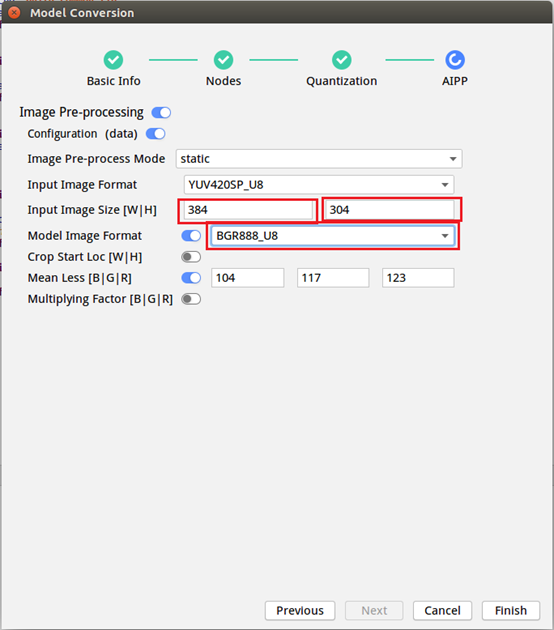 Model Conversion
Basic Info Nodes Quantization AIPP
Image Pre-processing
Configuration (data)
Image Pre-process Mode static
Input Image Format YUV420SP_U8
Input Image Size [W|H] 384 304
Model Image Format BGR888_U8
Crop Start Loc [W|H]
Mean Less [B|G|R] 104 117 123
Multiplying Factor [B|G|R]
Previous Next Cancel Finish